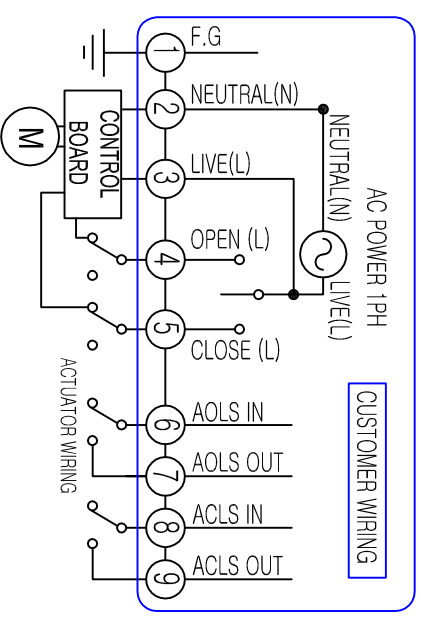 1
F.G
2
NEUTRAL(N)
3
LIVE(L)
4
OPEN (L)
5
CLOSE (L)
6
AOLS IN
7
AOLS OUT
8
ACLS IN
9
ACLS OUT
M
CONTROL
BOARD
ACTUATOR WIRING
NEUTRAL(N)
LIVE(L)
AC POWER 1PH
CUSTOMER WIRING